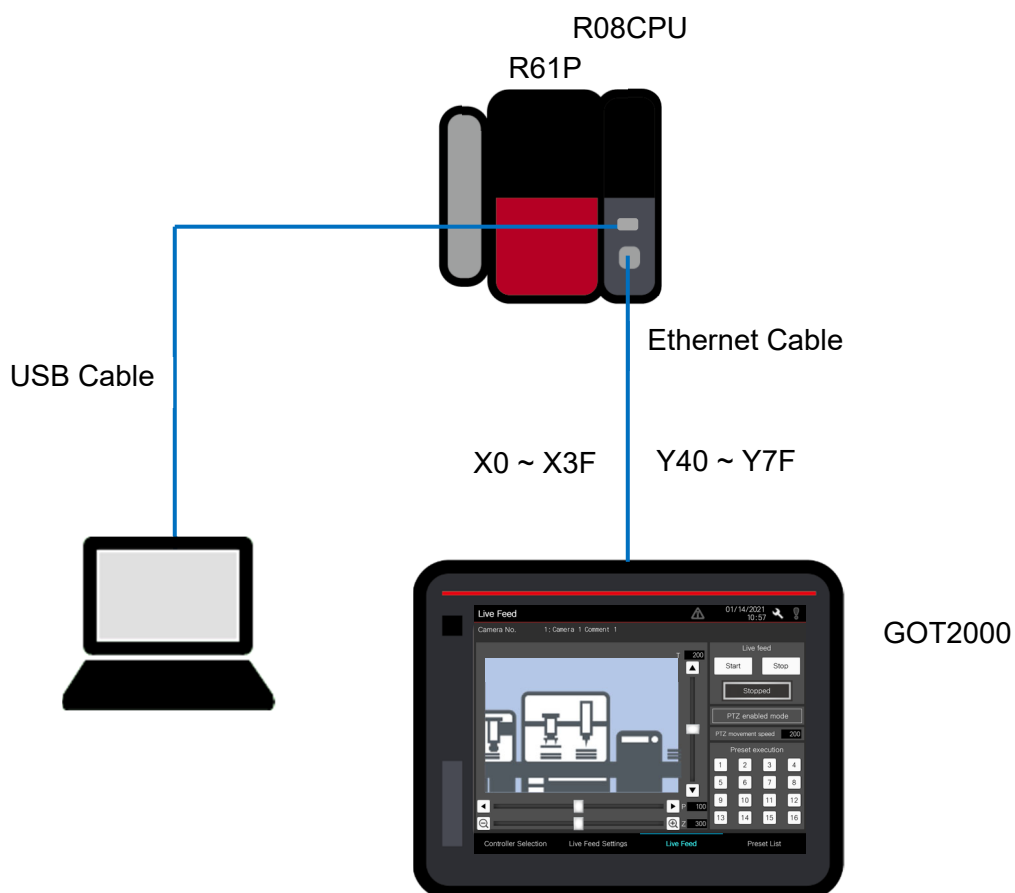 R08CPU
R61P
Ethernet Cable
USB Cable
X0 ~ X3F
Y40 ~ Y7F
GOT2000
Live Feed
01/14/2021
10:57
Camera No.
1: Camera 1 Comment 1
T 200
Live feed
Start
Stop
Stopped
PTZ enabled mode
PTZ movement speed 200
Preset execution
1 2 3 4
5 6 7 8
9 10 11 12
13 14 15 16
P 100
Z 300
Controller Selection
Live Feed Settings
Live Feed
Preset List